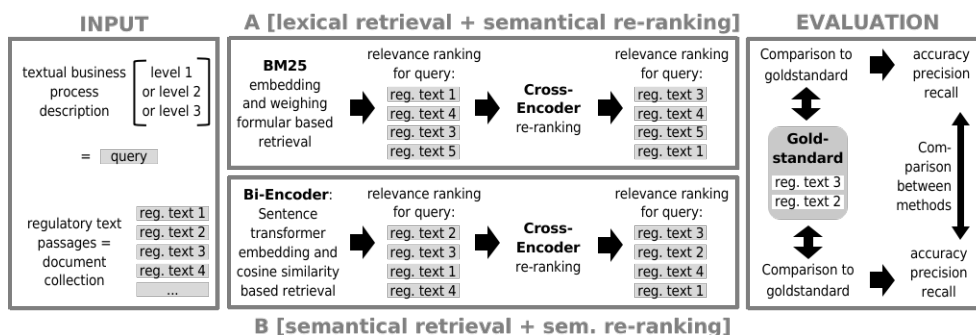 INPUT
textual business
process
description
level 1
or level 2
or level 3
= query
regulatory text
passages =
document
collection
reg. text 1
reg. text 2
reg. text 3
reg. text 4
...
A [lexical retrieval + semantical re-ranking]
BM25
embedding
and weighing
formular based
retrieval
relevance ranking
for query:
reg. text 1
reg. text 4
reg. text 3
reg. text 5
Cross-
Encoder
re-ranking
relevance ranking
for query:
reg. text 3
reg. text 4
reg. text 5
reg. text 1
Bi-Encoder:
Sentence
transformer
embedding and
cosine similarity
based retrieval
relevance ranking
for query:
reg. text 2
reg. text 3
reg. text 1
reg. text 4
Cross-
Encoder
re-ranking
relevance ranking
for query:
reg. text 3
reg. text 2
reg. text 4
reg. text 1
B [semantical retrieval + sem. re-ranking]
EVALUATION
Comparison to
goldstandard
accuracy
precision
recall
Gold-
standard
reg. text 3
reg. text 2
Com-
parison
between
methods
Comparison to
goldstandard
accuracy
precision
recall